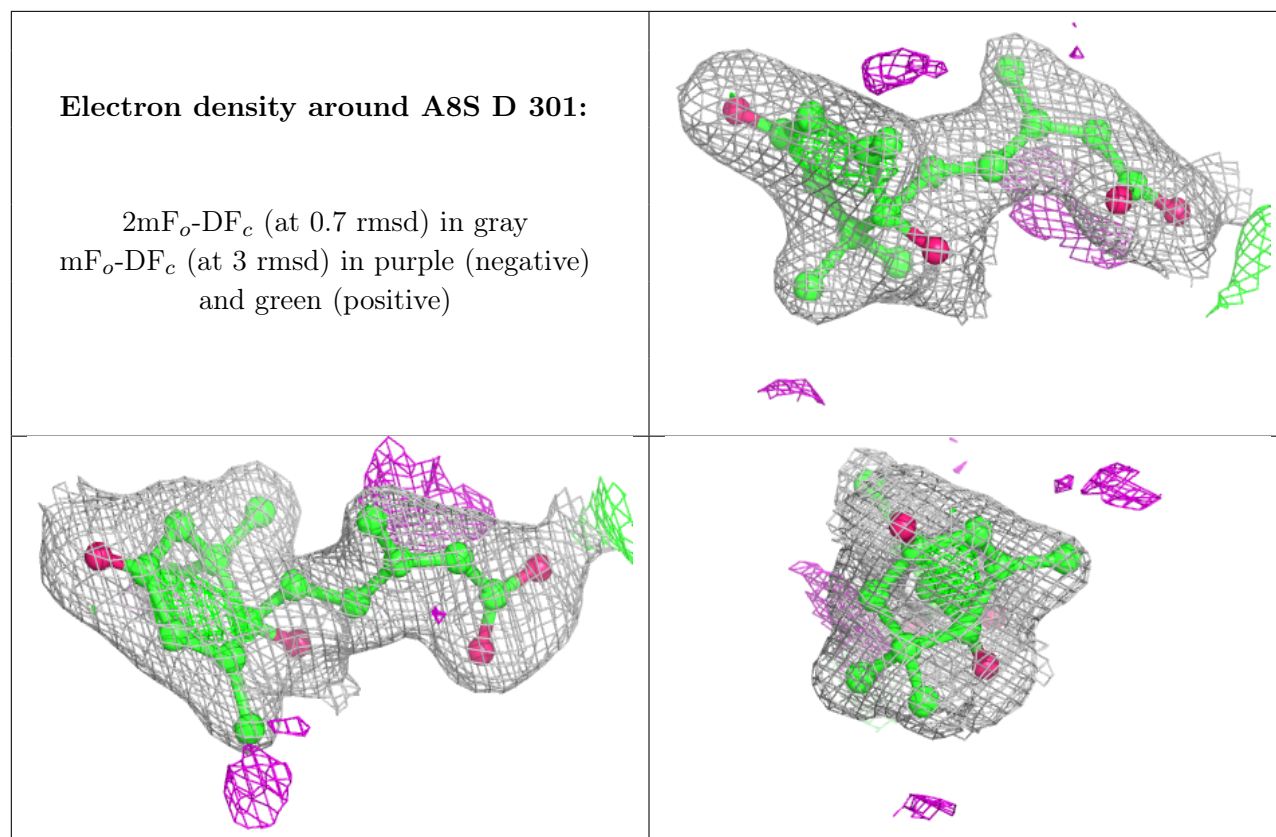 Electron density around A8S D 301:
2mFₒ-DF𝒸 (at 0.7 rmsd) in gray
mFₒ-DF𝒸 (at 3 rmsd) in purple (negative)
and green (positive)